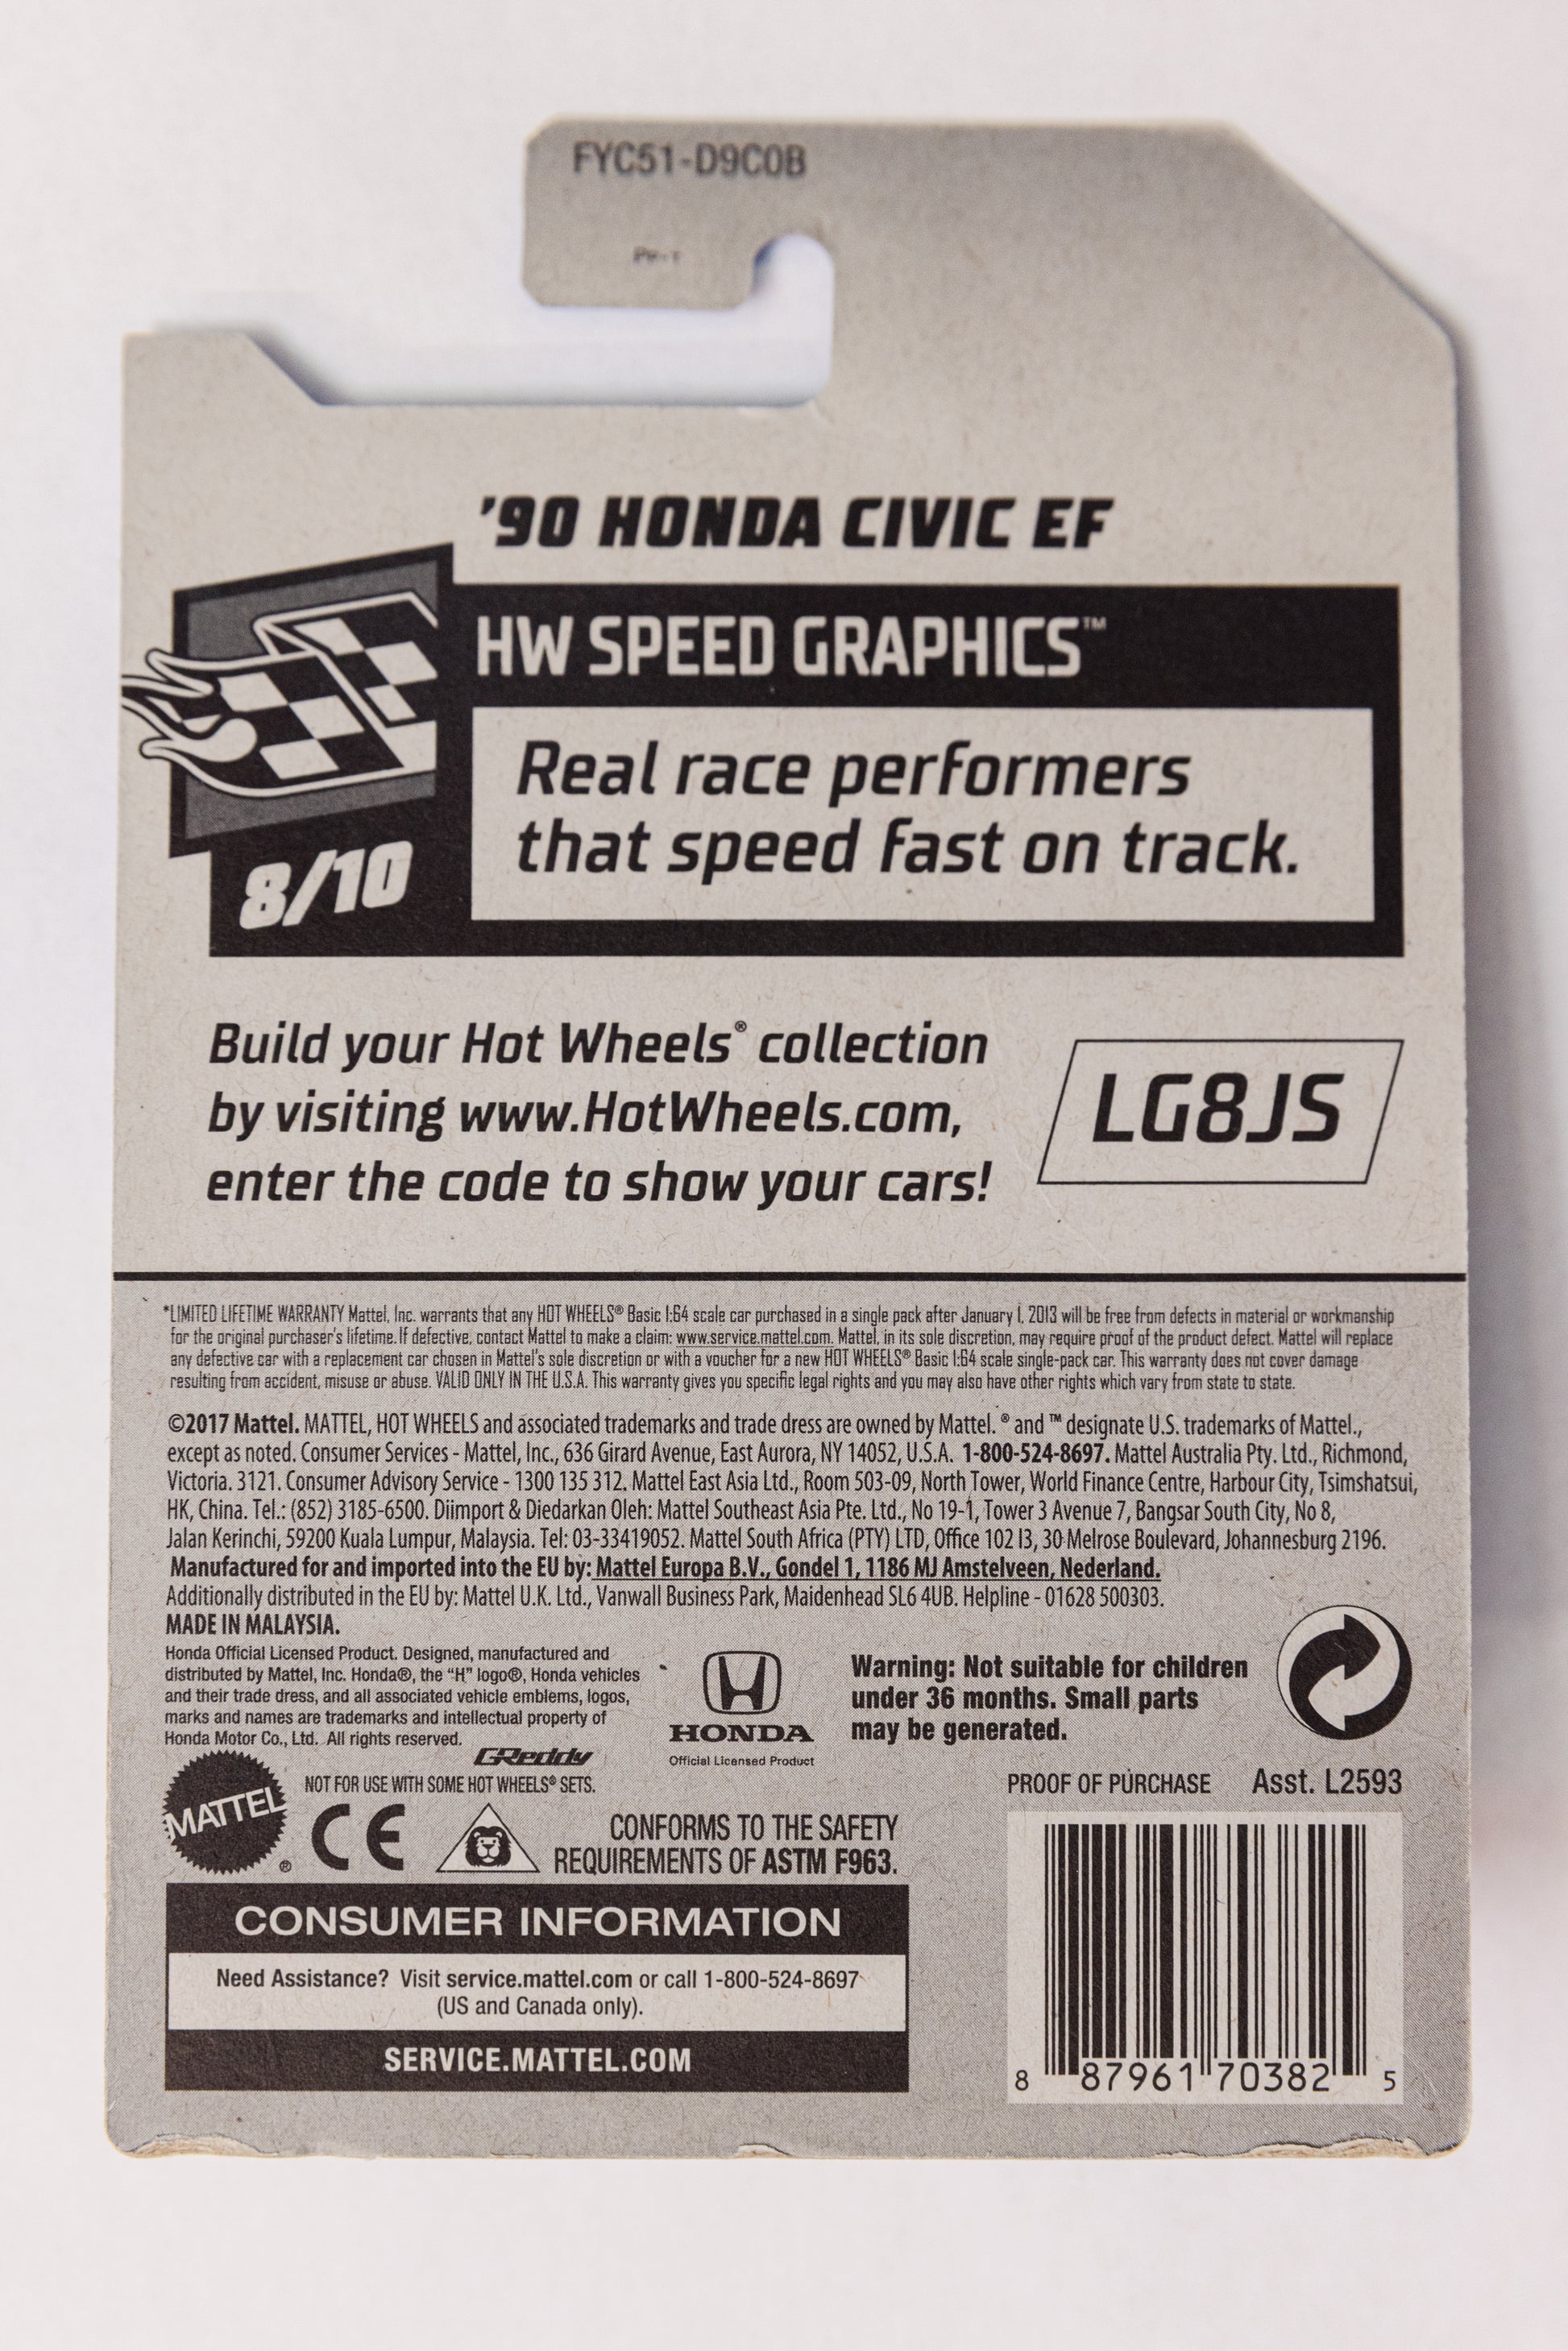 FYC51-D9C0B
'90 HONDA CIVIC EF
HW SPEED GRAPHICS™
Real race performers
that speed fast on track.
8/10
Build your Hot Wheels® collection
by visiting www.HotWheels.com,
enter the code to show your cars!
LG8JS
*LIMITED LIFETIME WARRANTY Mattel, Inc. warrants that any HOT WHEELS® Basic 1:64 scale car purchased in a single pack after January 1, 2013 will be free from defects in material or workmanship
for the original purchaser's lifetime. If defective, contact Mattel to make a claim: www.service.mattel.com. Mattel, in its sole discretion, may require proof of the product defect. Mattel will replace
any defective car with a replacement car chosen in Mattel's sole discretion or with a voucher for a new HOT WHEELS® Basic 1:64 scale single-pack car. This warranty does not cover damage
resulting from accident, misuse or abuse. VALID ONLY IN THE U.S.A. This warranty gives you specific legal rights and you may also have other rights which vary from state to state.
©2017 Mattel. MATTEL, HOT WHEELS and associated trademarks and trade dress are owned by Mattel. ® and ™ designate U.S. trademarks of Mattel.,
except as noted. Consumer Services - Mattel, Inc., 636 Girard Avenue, East Aurora, NY 14052, U.S.A. 1-800-524-8697. Mattel Australia Pty. Ltd., Richmond,
Victoria. 3121. Consumer Advisory Service - 1300 135 312. Mattel East Asia Ltd., Room 503-09, North Tower, World Finance Centre, Harbour City, Tsimshatsui,
HK, China. Tel.: (852) 3185-6500. Diimport & Diedarkan Oleh: Mattel Southeast Asia Pte. Ltd., No 19-1, Tower 3 Avenue 7, Bangsar South City, No 8,
Jalan Kerinchi, 59200 Kuala Lumpur, Malaysia. Tel: 03-33419052. Mattel South Africa (PTY) LTD, Office 102 I3, 30 Melrose Boulevard, Johannesburg 2196.
Manufactured for and imported into the EU by: Mattel Europa B.V., Gondel 1, 1186 MJ Amstelveen, Nederland.
Additionally distributed in the EU by: Mattel U.K. Ltd., Vanwall Business Park, Maidenhead SL6 4UB. Helpline - 01628 500303.
MADE IN MALAYSIA.
Honda Official Licensed Product. Designed, manufactured and
distributed by Mattel, Inc. Honda®, the "H" logo®, Honda vehicles
and their trade dress, and all associated vehicle emblems, logos,
marks and names are trademarks and intellectual property of
Honda Motor Co., Ltd. All rights reserved.
GReddy
HONDA
Official Licensed Product
Warning: Not suitable for children
under 36 months. Small parts
may be generated.
MATTEL®
NOT FOR USE WITH SOME HOT WHEELS® SETS.
CE
CONFORMS TO THE SAFETY
REQUIREMENTS OF ASTM F963.
PROOF OF PURCHASE Asst. L2593
CONSUMER INFORMATION
Need Assistance? Visit service.mattel.com or call 1-800-524-8697
(US and Canada only).
SERVICE.MATTEL.COM
8 87961 70382 5